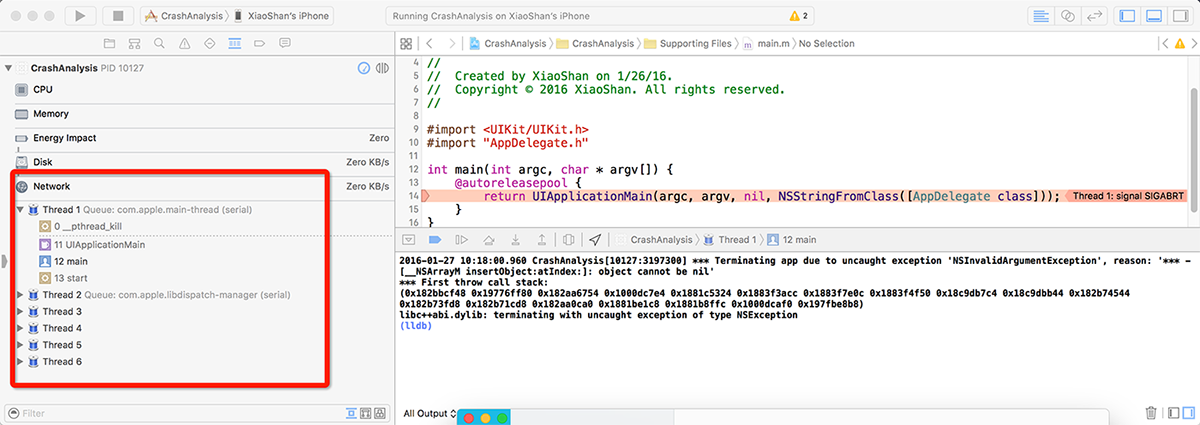 CrashAnalysis XiaoShan's iPhone
Running CrashAnalysis on XiaoShan's iPhone
2
CrashAnalysis PID 10127
CPU
Memory
Energy Impact Zero
Disk Zero KB/s
Network Zero KB/s
Thread 1 Queue: com.apple.main-thread (serial)
0 __pthread_kill
11 UIApplicationMain
12 main
13 start
Thread 2 Queue: com.apple.libdispatch-manager (serial)
Thread 3
Thread 4
Thread 5
Thread 6
Filter
CrashAnalysis CrashAnalysis Supporting Files main.m No Selection
4 //
5 // Created by XiaoShan on 1/26/16.
6 // Copyright © 2016 XiaoShan. All rights reserved.
7 //
8
9 #import <UIKit/UIKit.h>
10 #import "AppDelegate.h"
11
12 int main(int argc, char * argv[]) {
13 @autoreleasepool {
14 return UIApplicationMain(argc, argv, nil, NSStringFromClass([AppDelegate class])); Thread 1: signal SIGABRT
15 }
16 }
CrashAnalysis Thread 1 12 main
2016-01-27 10:18:00.960 CrashAnalysis[10127:3197300] *** Terminating app due to uncaught exception 'NSInvalidArgumentException', reason: '*** -
[__NSArrayM insertObject:atIndex:]: object cannot be nil'
*** First throw call stack:
(0x182bbcf48 0x19776ff80 0x182aa6754 0x1000dc7e4 0x1881c5324 0x1883f3acc 0x1883f7e0c 0x1883f4f50 0x18c9db7c4 0x18c9dbb44 0x182b74544
0x182b73fd8 0x182b71cd8 0x182aa0ca0 0x1881be1c8 0x1881b8ffc 0x1000dcaf0 0x197fbe8b8)
libc++abi.dylib: terminating with uncaught exception of type NSException
(lldb)
All Output